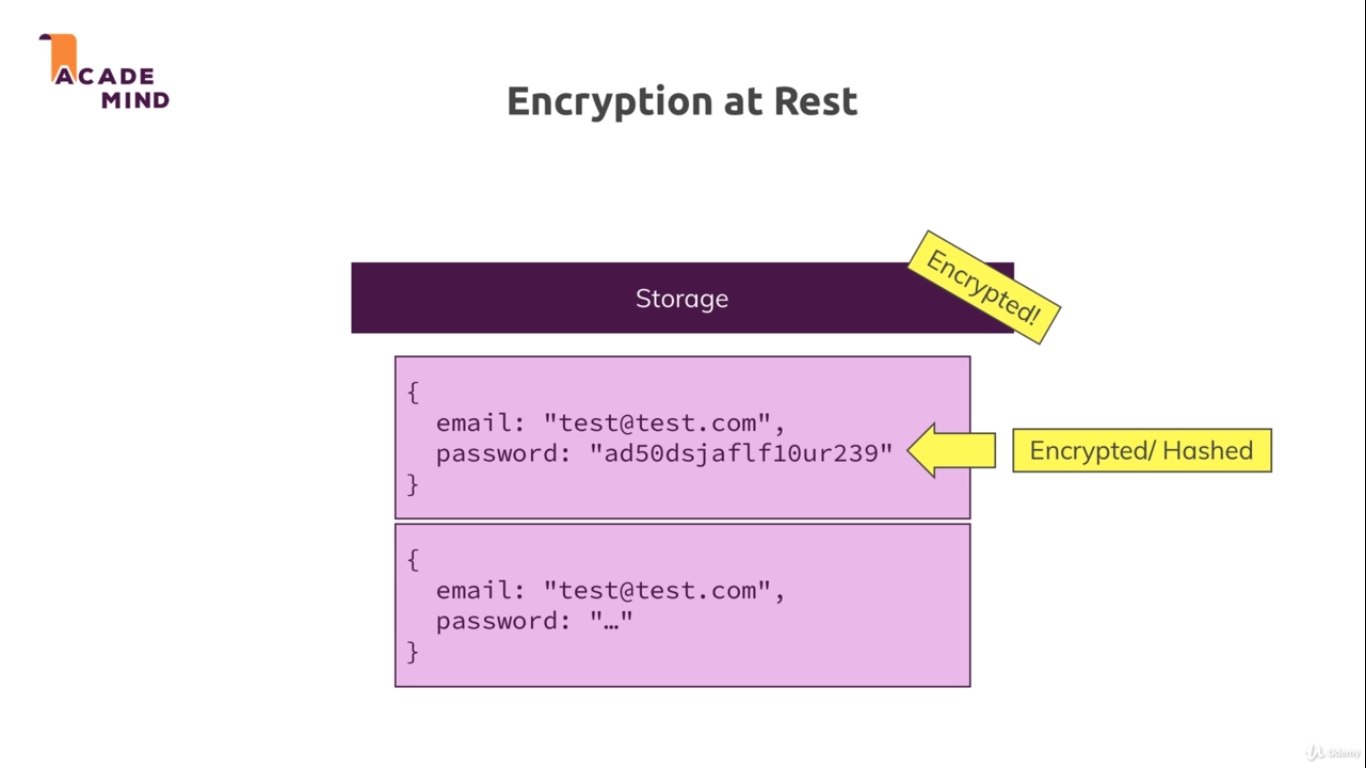 ACADE
MIND
Encryption at Rest
Storage
Encrypted!
{
email: "test@test.com",
password: "ad50dsjaflf10ur239"
}
Encrypted/ Hashed
{
email: "test@test.com",
password: "…"
}
Udemy